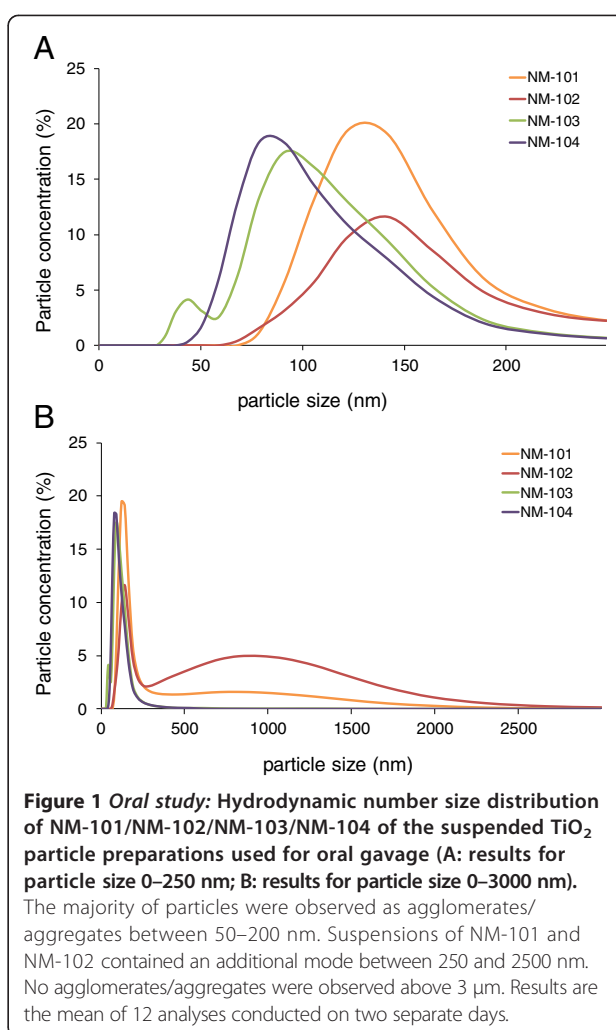 A
25
20
15
10
5
0
Particle concentration (%)
NM-101
NM-102
NM-103
NM-104
0 50 100 150 200
particle size (nm)
B
25
20
15
10
5
0
Particle concentration (%)
NM-101
NM-102
NM-103
NM-104
0 500 1000 1500 2000 2500
particle size (nm)
Figure 1 Oral study: Hydrodynamic number size distribution
of NM-101/NM-102/NM-103/NM-104 of the suspended TiO₂
particle preparations used for oral gavage (A: results for
particle size 0–250 nm; B: results for particle size 0–3000 nm).
The majority of particles were observed as agglomerates/
aggregates between 50–200 nm. Suspensions of NM-101 and
NM-102 contained an additional mode between 250 and 2500 nm.
No agglomerates/aggregates were observed above 3 μm. Results are
the mean of 12 analyses conducted on two separate days.